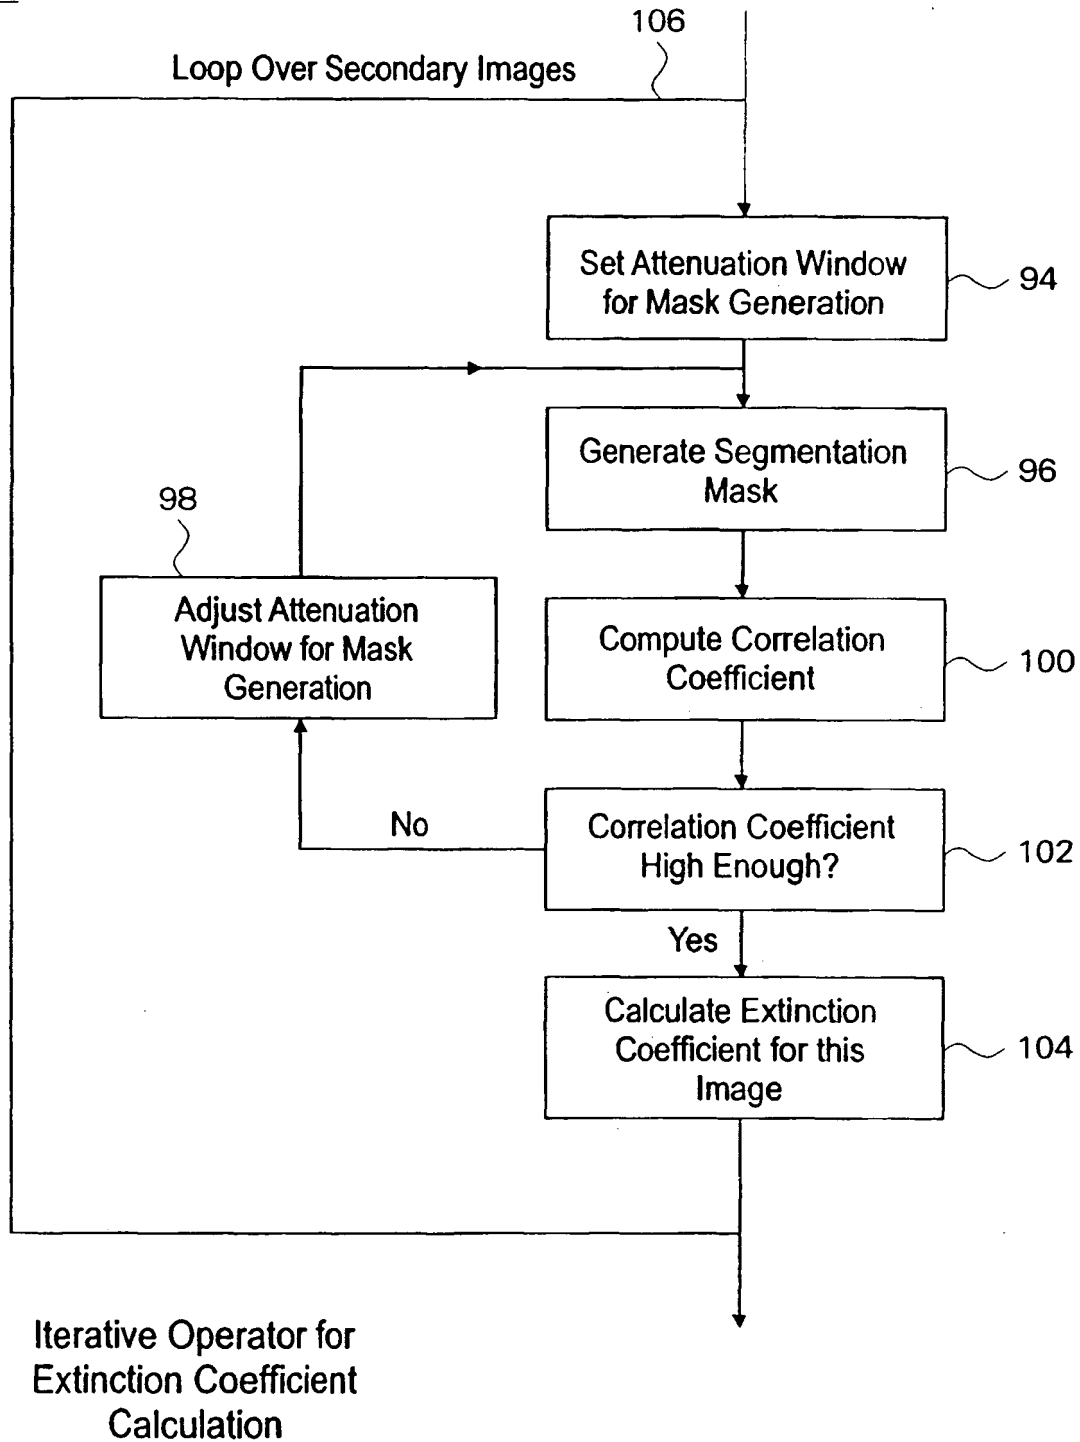 106
Loop Over Secondary Images
Set Attenuation Window
for Mask Generation
94
Generate Segmentation
Mask
96
98
Adjust Attenuation
Window for Mask
Generation
Compute Correlation
Coefficient
100
No
Correlation Coefficient
High Enough?
102
Yes
Calculate Extinction
Coefficient for this
Image
104
Iterative Operator for
Extinction Coefficient
Calculation